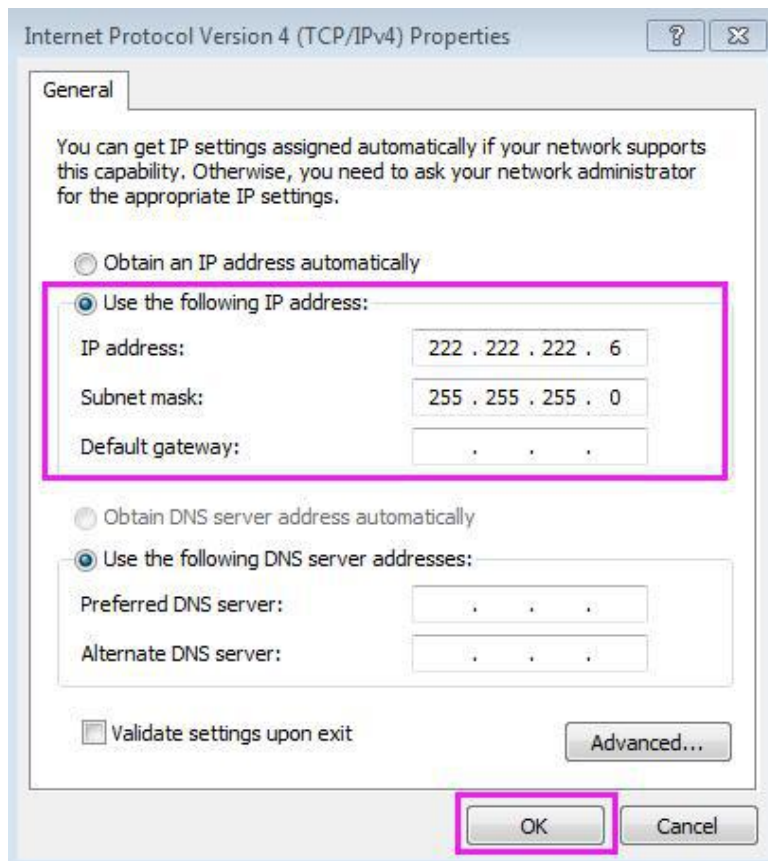 Internet Protocol Version 4 (TCP/IPv4) Properties
General
You can get IP settings assigned automatically if your network supports
this capability. Otherwise, you need to ask your network administrator
for the appropriate IP settings.
Obtain an IP address automatically
Use the following IP address:
IP address: 222 . 222 . 222 . 6
Subnet mask: 255 . 255 . 255 . 0
Default gateway: . . .
Obtain DNS server address automatically
Use the following DNS server addresses:
Preferred DNS server: . . .
Alternate DNS server: . . .
Validate settings upon exit
Advanced...
OK Cancel